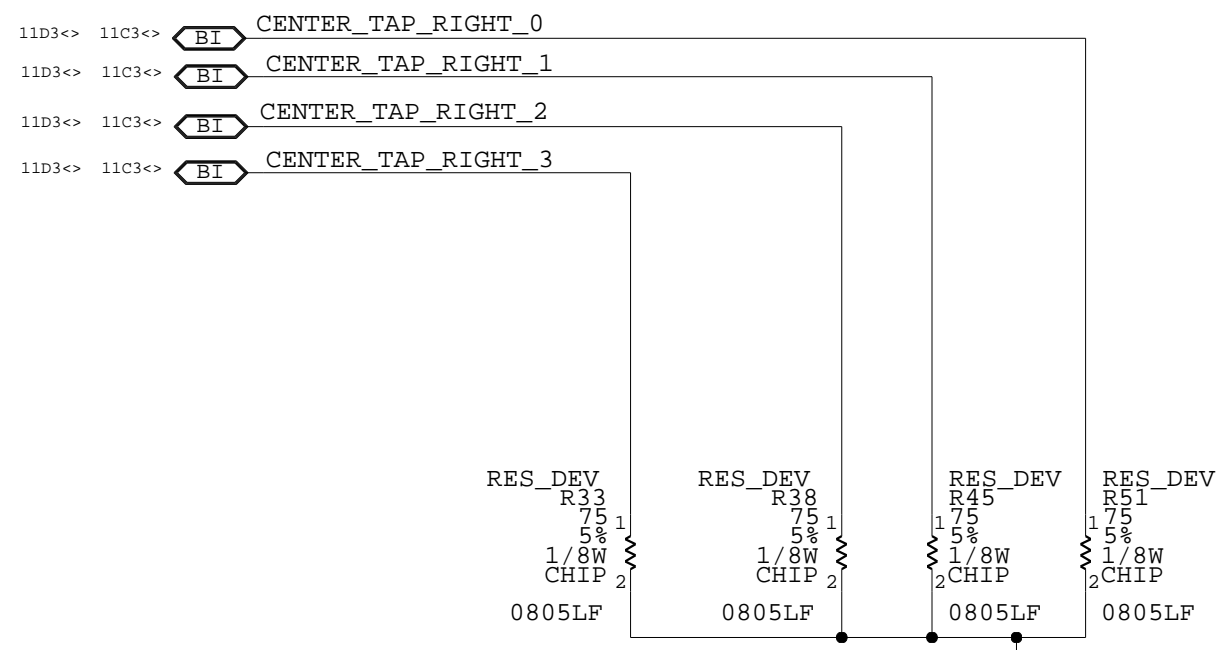 11D3<> 11C3<> BI CENTER_TAP_RIGHT_0
11D3<> 11C3<> BI CENTER_TAP_RIGHT_1
11D3<> 11C3<> BI CENTER_TAP_RIGHT_2
11D3<> 11C3<> BI CENTER_TAP_RIGHT_3
RES_DEV
R33
75
5%
1/8W
CHIP
0805LF
1
2
RES_DEV
R38
75
5%
1/8W
CHIP
0805LF
1
2
RES_DEV
R45
75
5%
1/8W
CHIP
0805LF
1
2
RES_DEV
R51
75
5%
1/8W
CHIP
0805LF
1
2